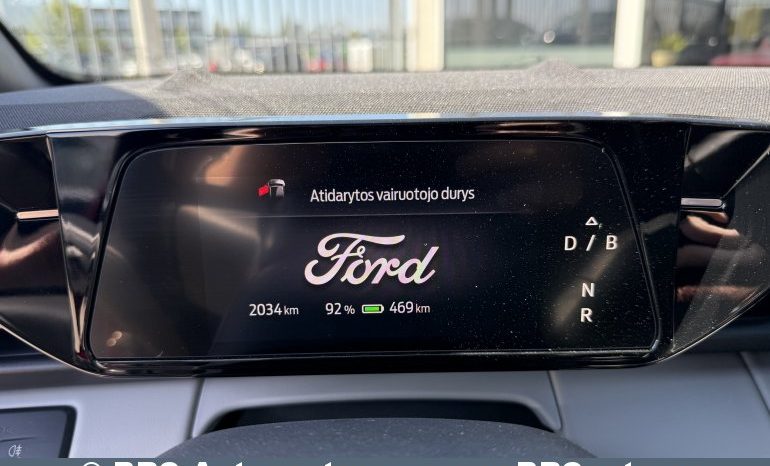 Atidarytos vairuotojo durys
Ford
2034 km 92 % 469 km
D / B
N
R